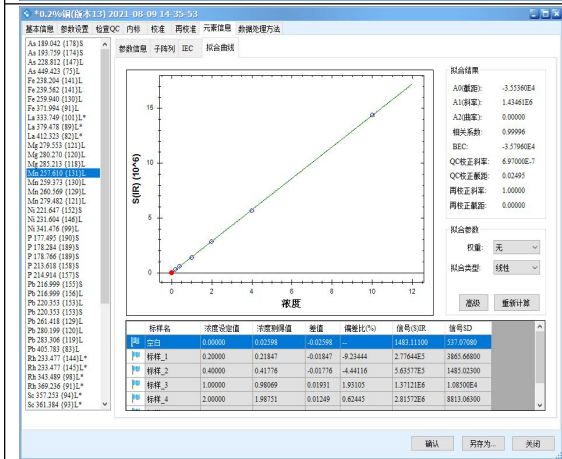 *0.2%铜(版本13) 2021-08-09 14-35-53
基本信息 参数设置 检查QC 内标 校准 再校准 元素信息 数据处理方法
As 189.042 {178}S
As 193.759 {174}S
As 228.812 {147}L
As 449.423 {75}L
Fe 238.204 {141}L
Fe 239.562 {141}L
Fe 259.940 {130}L
Fe 371.994 {91}L
La 333.749 {101}L*
La 379.478 {89}L*
La 412.323 {82}L*
Mg 279.553 {121}L
Mg 280.270 {120}L
Mg 285.213 {118}L
Mn 257.610 {131}L
Mn 259.373 {130}L
Mn 260.569 {129}L
Mn 279.482 {121}L
Ni 221.647 {152}S
Ni 231.604 {146}L
Ni 341.476 {99}L
P 177.495 {190}S
P 178.284 {189}S
P 178.766 {189}S
P 213.618 {158}S
P 214.914 {157}S
Pb 216.999 {155}S
Pb 216.999 {156}L
Pb 220.353 {153}L
Pb 220.353 {153}S
Pb 261.418 {129}L
Pb 280.199 {120}L
Pb 283.306 {119}L
Pb 405.783 {83}L
Rh 233.477 {144}L*
Rh 233.477 {145}L*
Rh 343.489 {98}L*
Rh 369.236 {91}L*
Sc 357.253 {94}L*
Sc 361.384 {93}L*
参数信息 子阵列 IEC 拟合曲线
S(IR) (10^6)
15
10
5
0
0 2 4 6 8 10 12
浓度
拟合结果
A0(截距): -3.55360E4
A1(斜率): 1.43461E6
A2(曲率): 0.00000
相关系数: 0.99996
BEC: -3.57960E4
QC校正斜率: 6.97000E-7
QC校正截距: 0.02495
两校正斜率: 1.00000
两校正截距: 0.00000
拟合参数
权重: 无
拟合类型: 线性
高级 重新计算
标样名 浓度设定值 浓度测得值 差值 偏差比(%) 信号(S)IR 信号SD
空白 0.00000 0.02598 -0.02598 -- 1483.11100 537.07080
标样_1 0.20000 0.21847 -0.01847 -9.23444 2.77644E5 3865.66800
标样_2 0.40000 0.41776 -0.01776 -4.44116 5.63577E5 1485.02300
标样_3 1.00000 0.98069 0.01931 1.93105 1.37121E6 1.08500E4
标样_4 2.00000 1.98751 0.01249 0.62445 2.81572E6 8813.06300
确认 另存为... 关闭